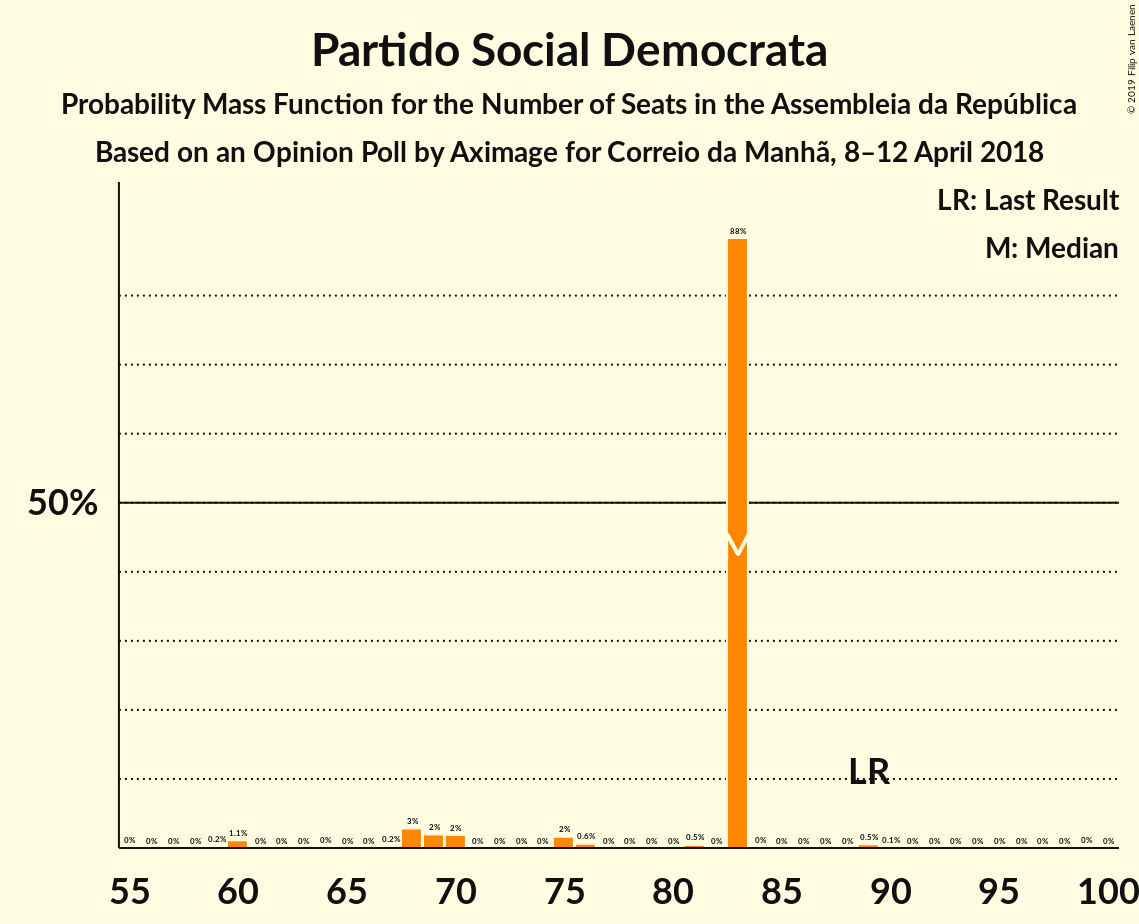 Partido Social Democrata
Probability Mass Function for the Number of Seats in the Assembleia da República
Based on an Opinion Poll by Aximage for Correio da Manhã, 8–12 April 2018
© 2019 Filip van Laenen
LR: Last Result
M: Median
88%
50%
M
LR
0% 0% 0% 0% 0.2% 1.1% 0% 0% 0% 0% 0% 0% 0.2% 3% 2% 2% 0% 0% 0% 0% 2% 0.6% 0% 0% 0% 0% 0.5% 0% 0% 0% 0% 0% 0% 0.5% 0.1% 0% 0% 0% 0% 0% 0% 0% 0% 0% 0%
55 60 65 70 75 80 85 90 95 100